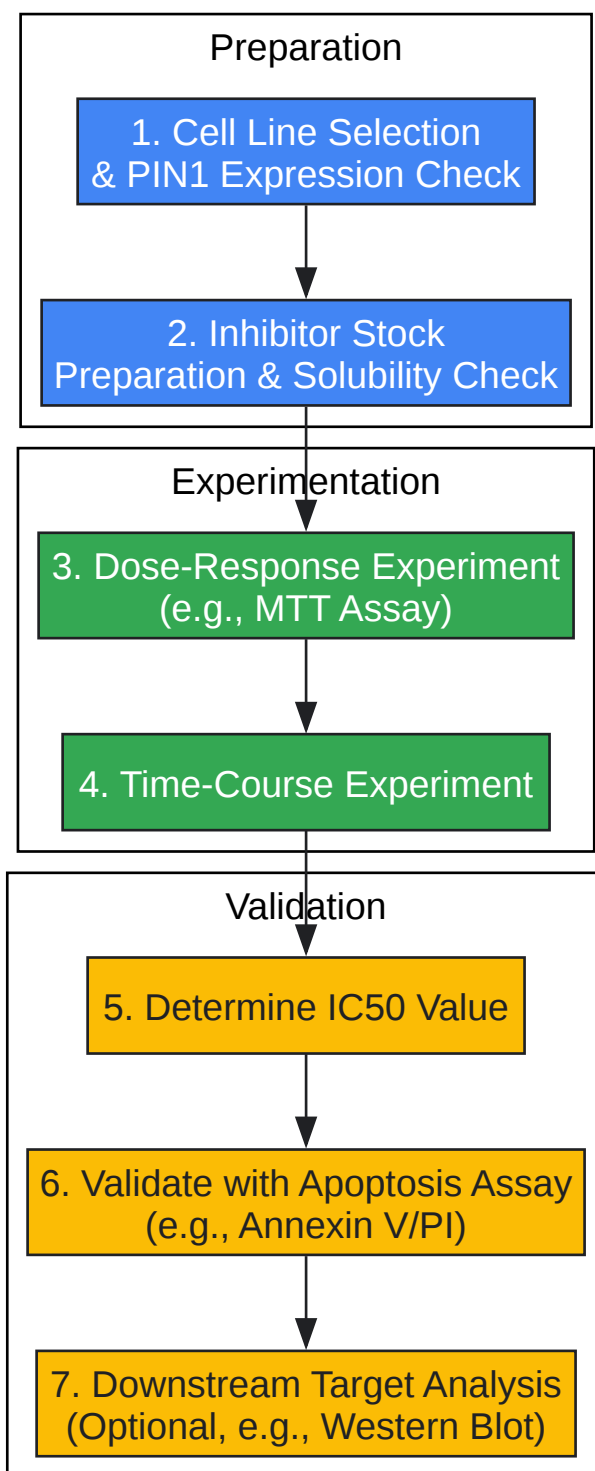 Preparation
1. Cell Line Selection
& PIN1 Expression Check
2. Inhibitor Stock
Preparation & Solubility Check
Experimentation
3. Dose-Response Experiment
(e.g., MTT Assay)
4. Time-Course Experiment
Validation
5. Determine IC50 Value
6. Validate with Apoptosis Assay
(e.g., Annexin V/PI)
7. Downstream Target Analysis
(Optional, e.g., Western Blot)